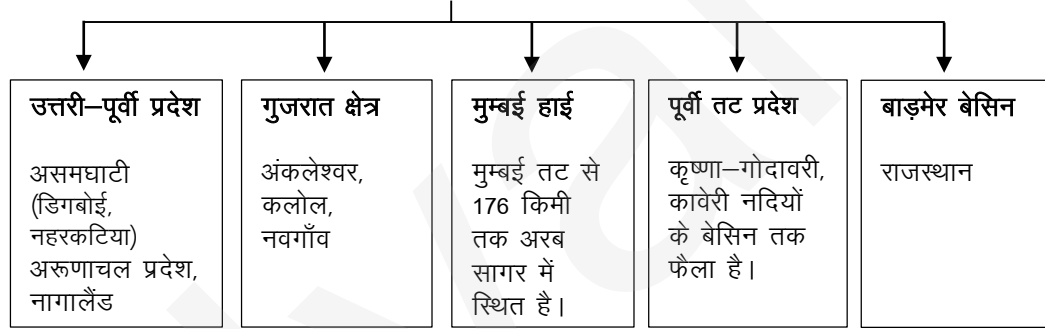 उत्तरी–पूर्वी प्रदेश
असमघाटी
(डिगबोई,
नहरकटिया)
अरूणाचल प्रदेश,
नागालैंड
गुजरात क्षेत्र
अंकलेश्वर,
कलोल,
नवगाँव
मुम्बई हाई
मुम्बई तट से
176 किमी
तक अरब
सागर में
स्थित है।
पूर्वी तट प्रदेश
कृष्णा–गोदावरी,
कावेरी नदियों
के बेसिन तक
फैला है।
बाड़मेर बेसिन
राजस्थान